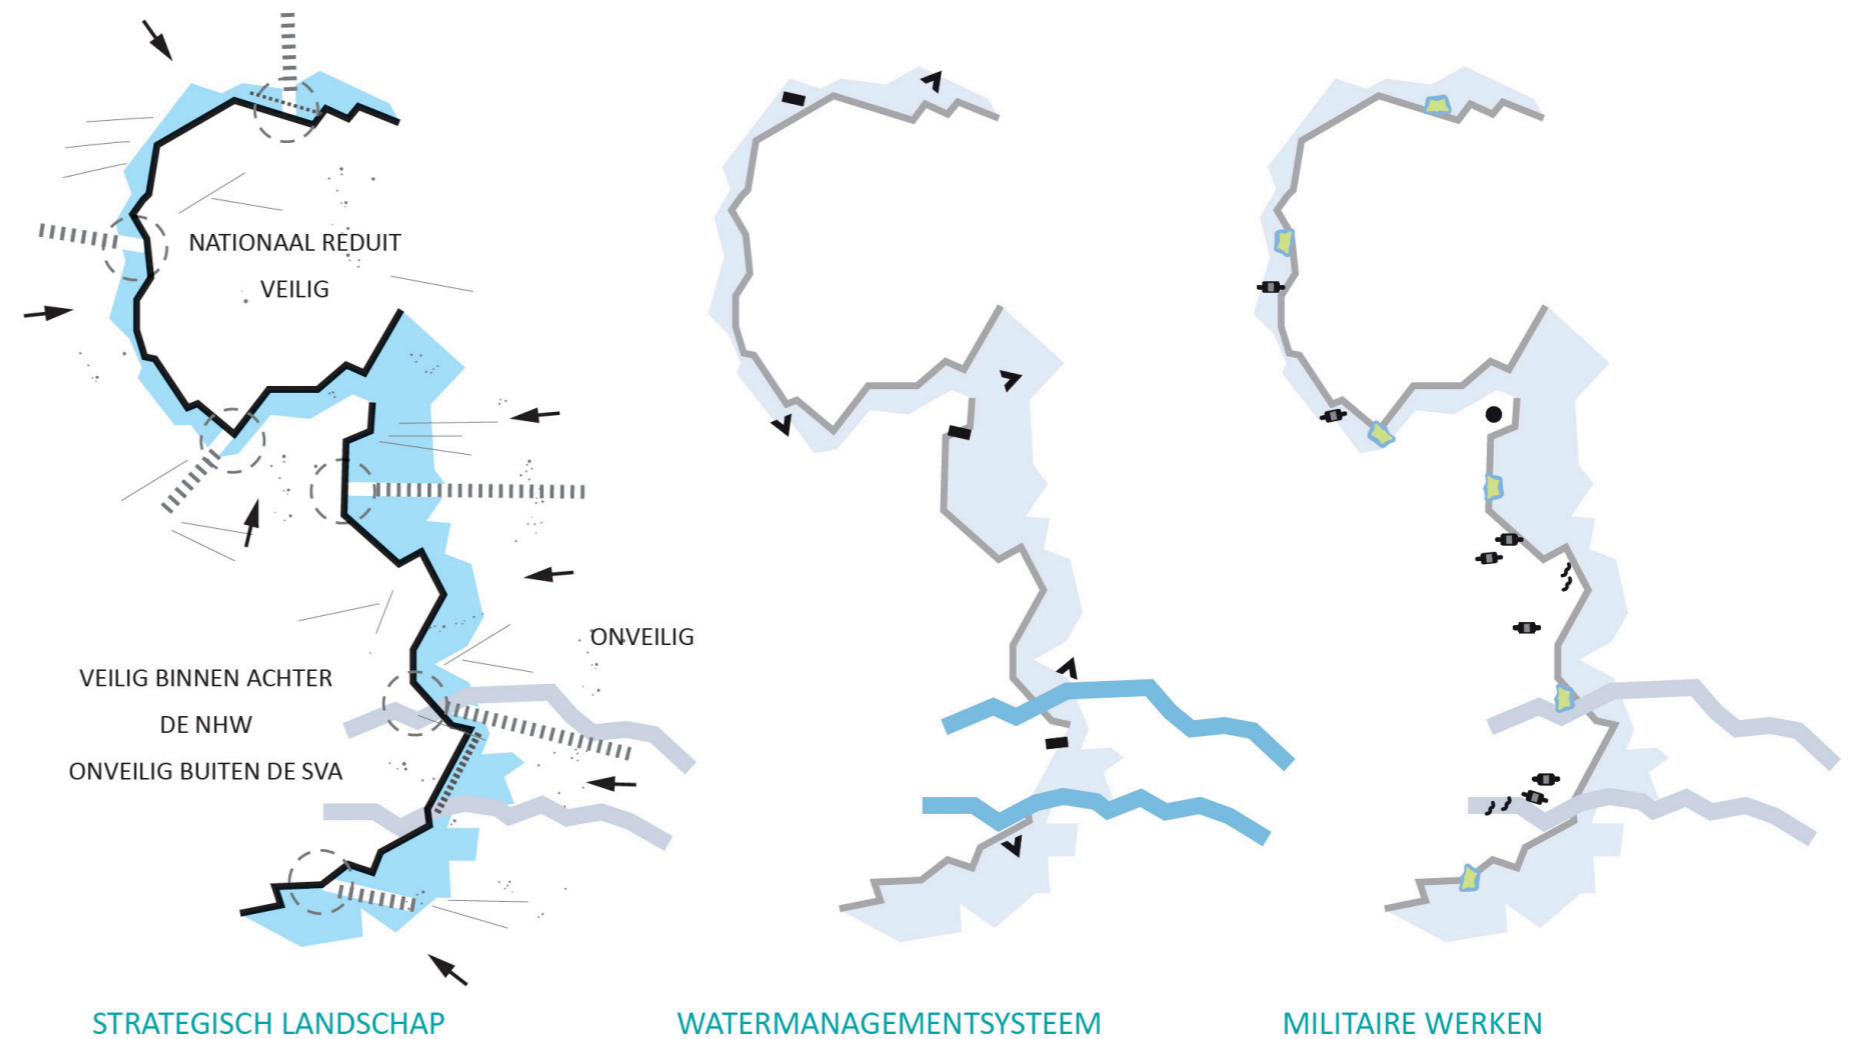 NATIONAAL REDUIT
VEILIG
ONVEILIG
VEILIG BINNEN ACHTER
DE NHW
ONVEILIG BUITEN DE SVA
STRATEGISCH LANDSCHAP
WATERMANAGEMENTSYSTEEM
MILITAIRE WERKEN